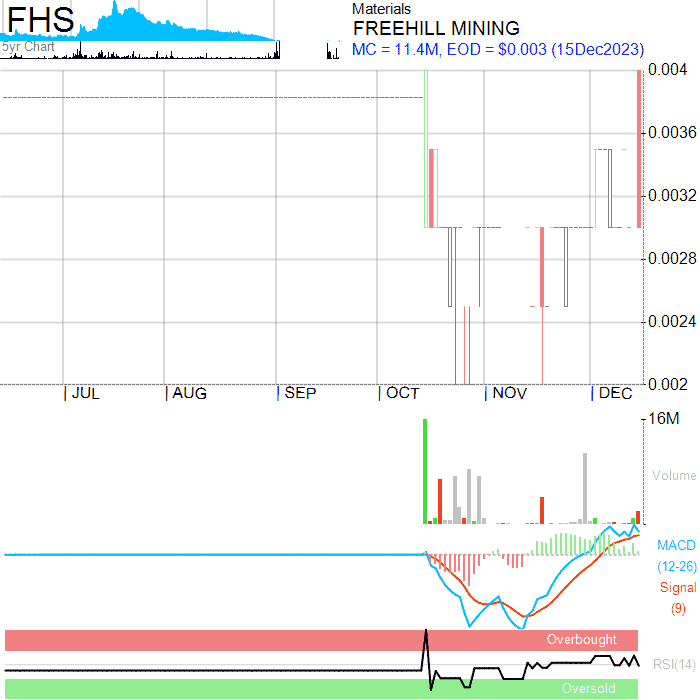 FHS
5yr Chart
Materials
FREEHILL MINING
MC = 11.4M, EOD = $0.003 (15Dec2023)
0.004
0.0036
0.0032
0.0028
0.0024
0.002
JUL AUG SEP OCT NOV DEC
16M
Volume
MACD
(12-26)
Signal
(9)
Overbought
RSI(14)
Oversold